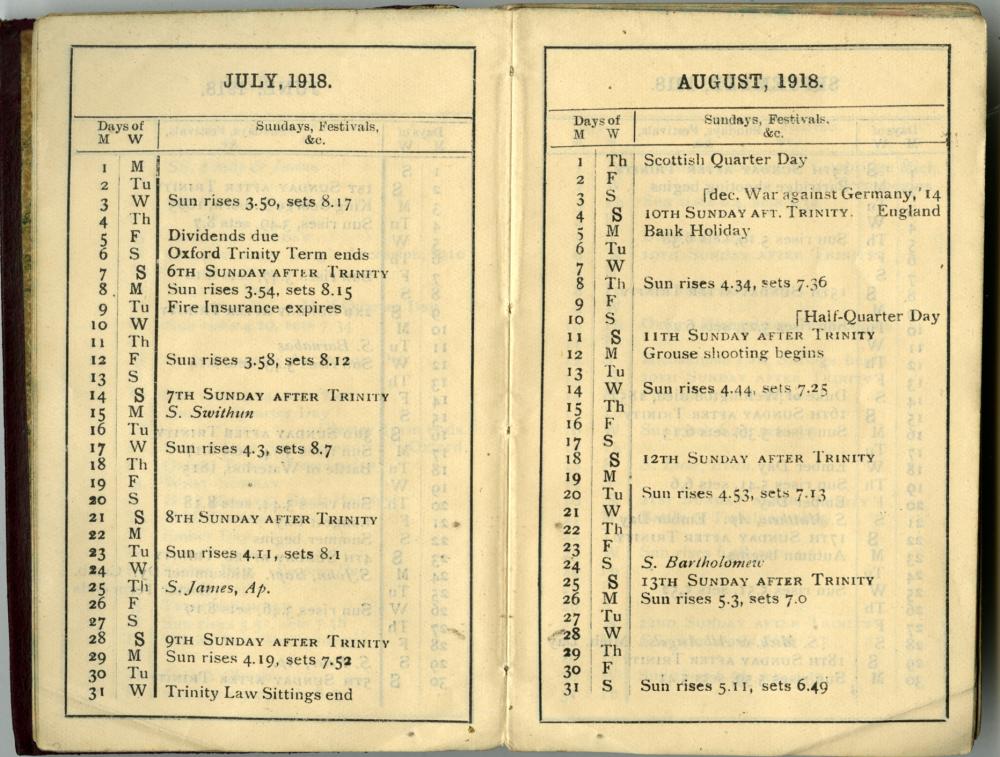 JULY, 1918.
Days of Sundays, Festivals,
M W &c.
1 M
2 Tu
3 W Sun rises 3.50, sets 8.17
4 Th
5 F Dividends due
6 S Oxford Trinity Term ends
7 S 6TH SUNDAY AFTER TRINITY
8 M Sun rises 3.54, sets 8.15
9 Tu Fire Insurance expires
10 W
11 Th
12 F Sun rises 3.58, sets 8.12
13 S
14 S 7TH SUNDAY AFTER TRINITY
15 M S. Swithun
16 Tu
17 W Sun rises 4.3, sets 8.7
18 Th
19 F
20 S
21 S 8TH SUNDAY AFTER TRINITY
22 M
23 Tu Sun rises 4.11, sets 8.1
24 W
25 Th S. James, Ap.
26 F
27 S
28 S 9TH SUNDAY AFTER TRINITY
29 M Sun rises 4.19, sets 7.52
30 Tu
31 W Trinity Law Sittings end
AUGUST, 1918.
Days of Sundays, Festivals.
M W &c.
1 Th Scottish Quarter Day
2 F
3 S [dec. War against Germany, '14
4 S 10TH SUNDAY AFT. TRINITY. England
5 M Bank Holiday
6 Tu
7 W
8 Th Sun rises 4.34, sets 7.36
9 F
10 S [Half-Quarter Day
11 S 11TH SUNDAY AFTER TRINITY
12 M Grouse shooting begins
13 Tu
14 W Sun rises 4.44, sets 7.25
15 Th
16 F
17 S
18 S 12TH SUNDAY AFTER TRINITY
19 M
20 Tu Sun rises 4.53, sets 7.13
21 W
22 Th
23 F
24 S S. Bartholomew
25 S 13TH SUNDAY AFTER TRINITY
26 M Sun rises 5.3, sets 7.0
27 Tu
28 W
29 Th
30 F
31 S Sun rises 5.11, sets 6.49